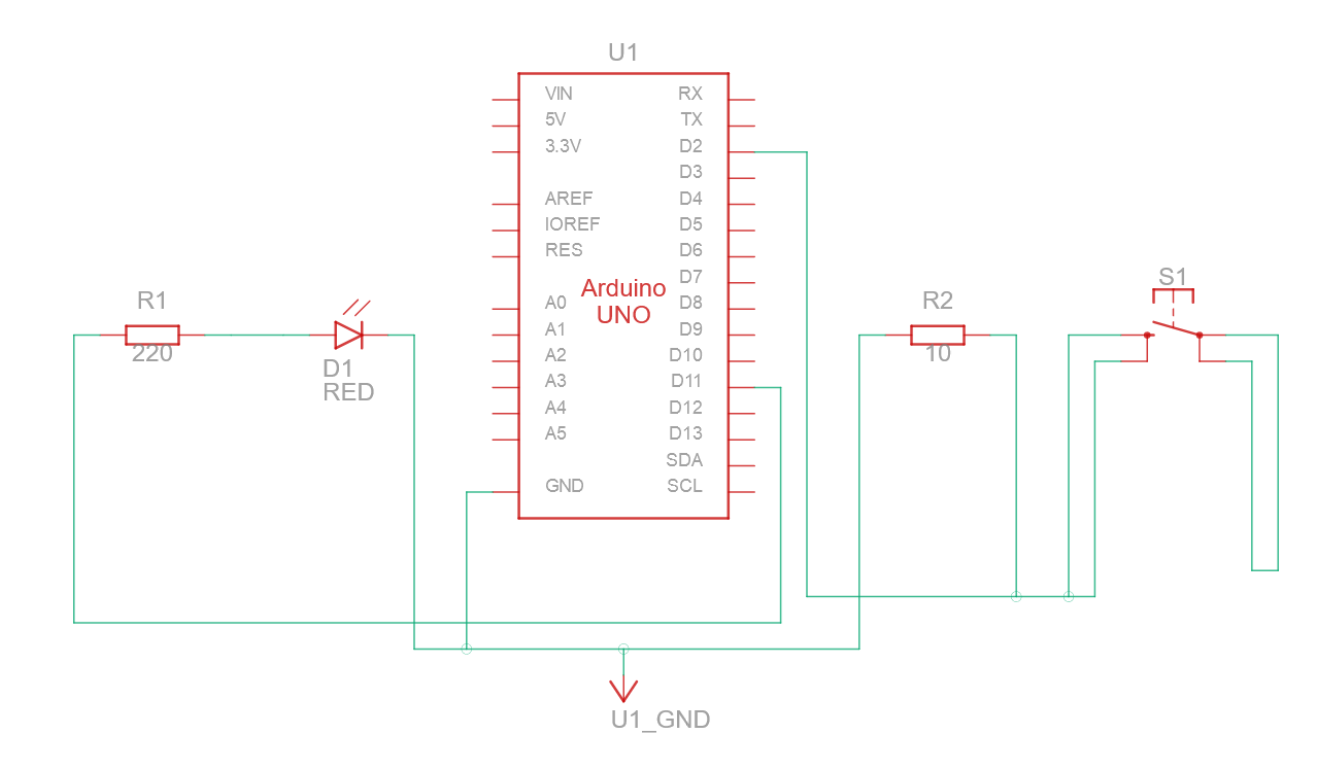 U1
VIN
5V
3.3V
AREF
IOREF
RES
A0
A1
A2
A3
A4
A5
GND
Arduino
UNO
RX
TX
D2
D3
D4
D5
D6
D7
D8
D9
D10
D11
D12
D13
SDA
SCL
R1
220
D1
RED
R2
10
S1
U1_GND